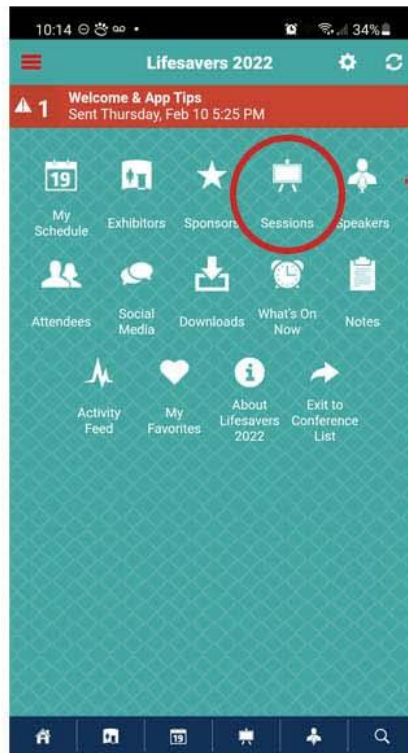 10:14 34%
Lifesavers 2022
1 Welcome & App Tips
Sent Thursday, Feb 10 5:25 PM
19
My Schedule
Exhibitors
Sponsors
Sessions
Speakers
Attendees
Social Media
Downloads
What's On Now
Notes
Activity Feed
My Favorites
About Lifesavers 2022
Exit to Conference List
19